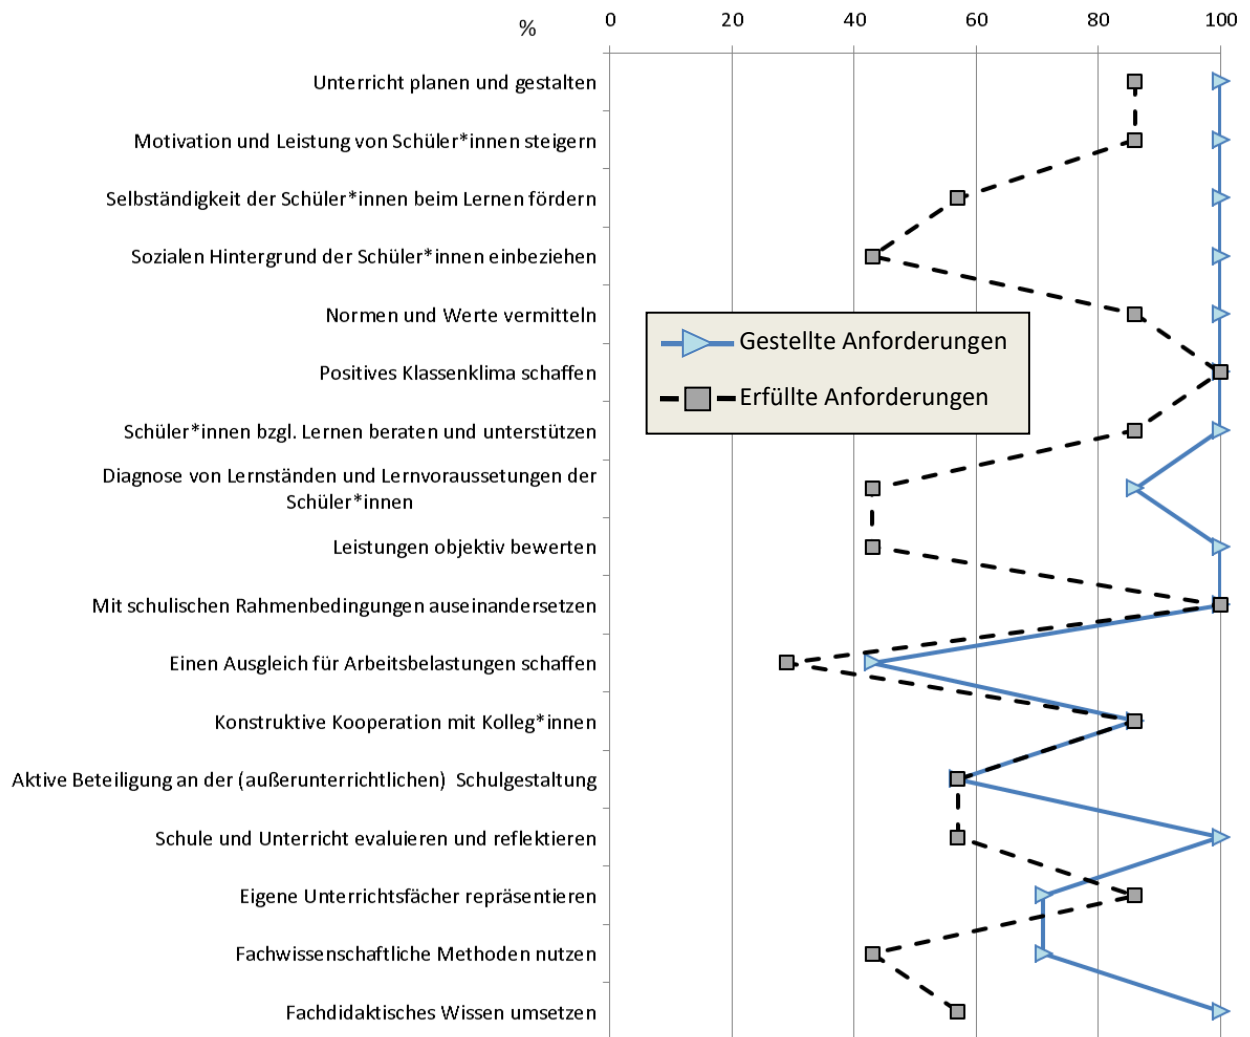 0 20 40 60 80 100
%
Unterricht planen und gestalten
Motivation und Leistung von Schüler*innen steigern
Selbständigkeit der Schüler*innen beim Lernen fördern
Sozialen Hintergrund der Schüler*innen einbeziehen
Normen und Werte vermitteln
Gestellte Anforderungen
Positives Klassenklima schaffen
Erfüllte Anforderungen
Schüler*innen bzgl. Lernen beraten und unterstützen
Diagnose von Lernständen und Lernvoraussetungen der
Schüler*innen
Leistungen objektiv bewerten
Mit schulischen Rahmenbedingungen auseinandersetzen
Einen Ausgleich für Arbeitsbelastungen schaffen
Konstruktive Kooperation mit Kolleg*innen
Aktive Beteiligung an der (außerunterrichtlichen) Schulgestaltung
Schule und Unterricht evaluieren und reflektieren
Eigene Unterrichtsfächer repräsentieren
Fachwissenschaftliche Methoden nutzen
Fachdidaktisches Wissen umsetzen